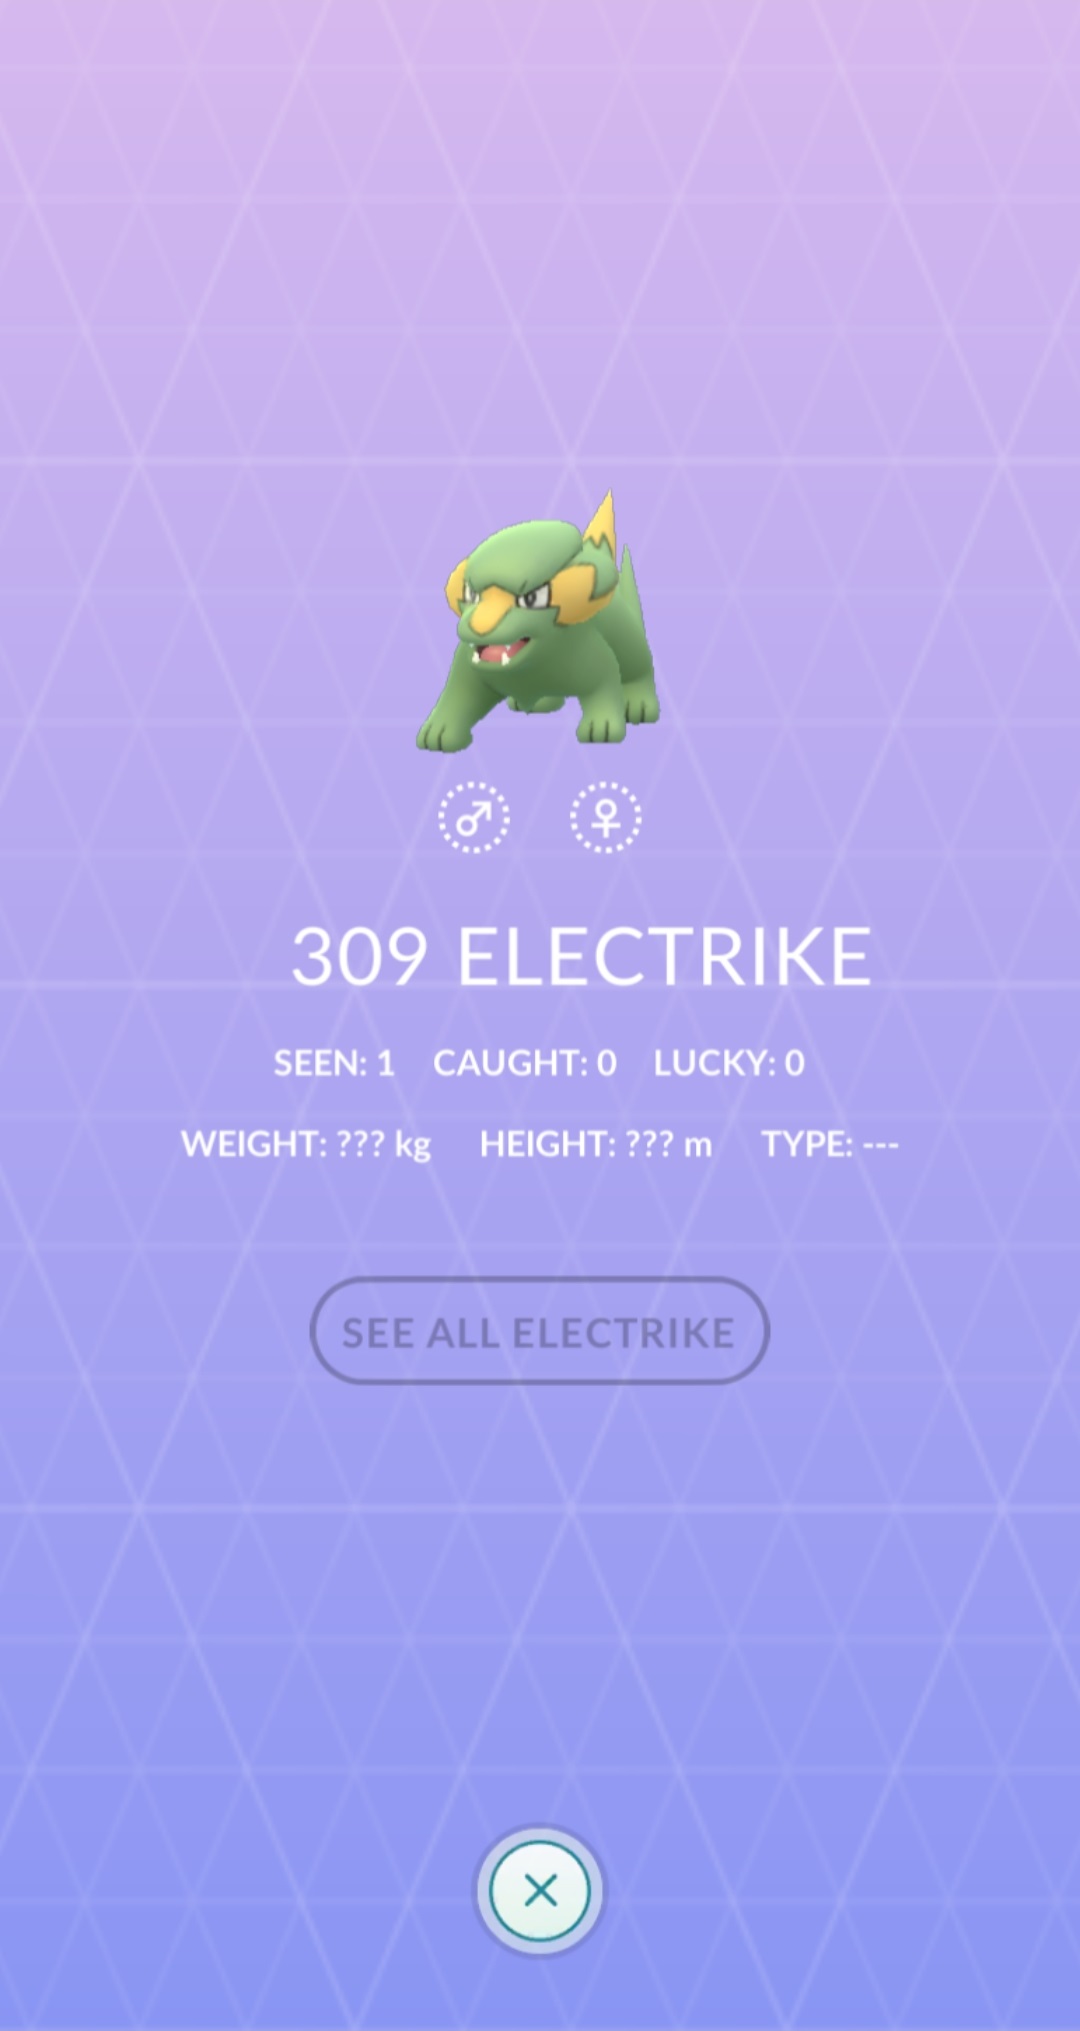 309 ELECTRIKE
SEEN: 1 CAUGHT: 0 LUCKY: 0
WEIGHT: ??? kg HEIGHT: ??? m TYPE: ---
SEE ALL ELECTRIKE